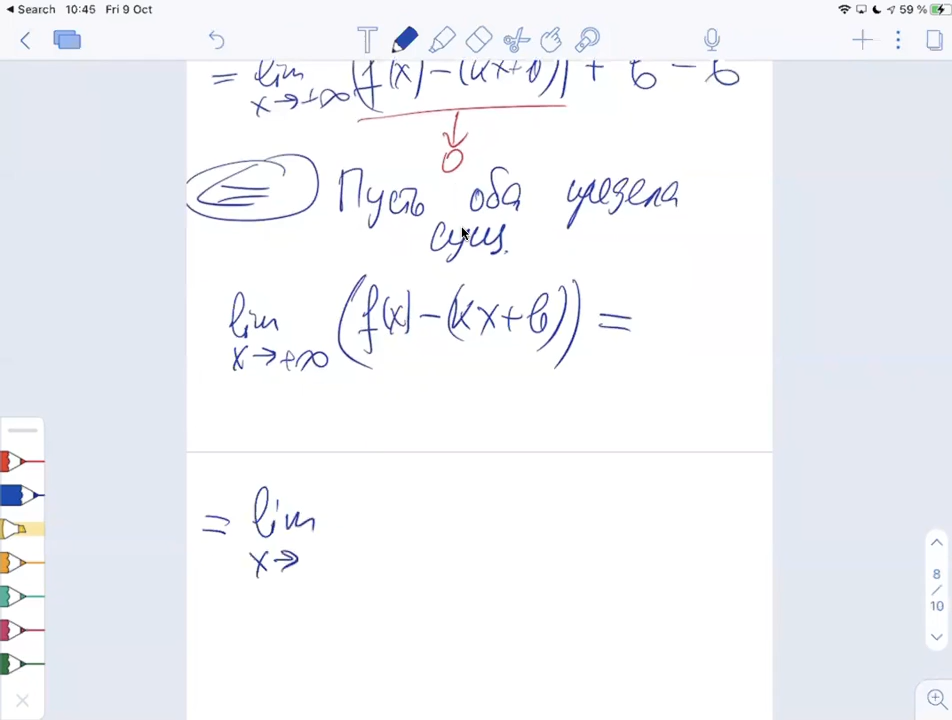 Search 10:45 Fri 9 Oct 59 %
= lim (f(x)-(kx+b)) + b - b
x→+∞
0
⇐ Пусть оба предела
сущ.
lim (f(x)-(kx+b)) =
x→+∞
= lim
x→
8
/
10